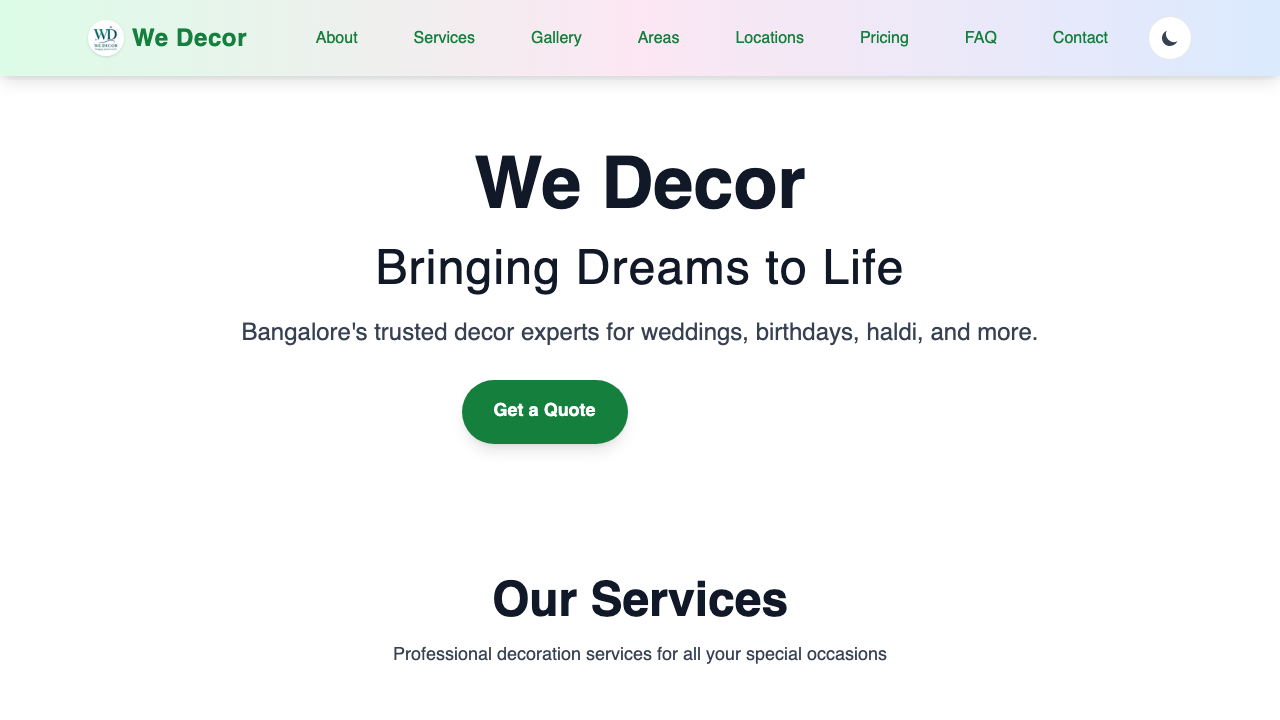 WD
WE DECOR
We Decor
About
Services
Gallery
Areas
Locations
Pricing
FAQ
Contact
We Decor
Bringing Dreams to Life
Bangalore's trusted decor experts for weddings, birthdays, haldi, and more.
Get a Quote
Our Services
Professional decoration services for all your special occasions